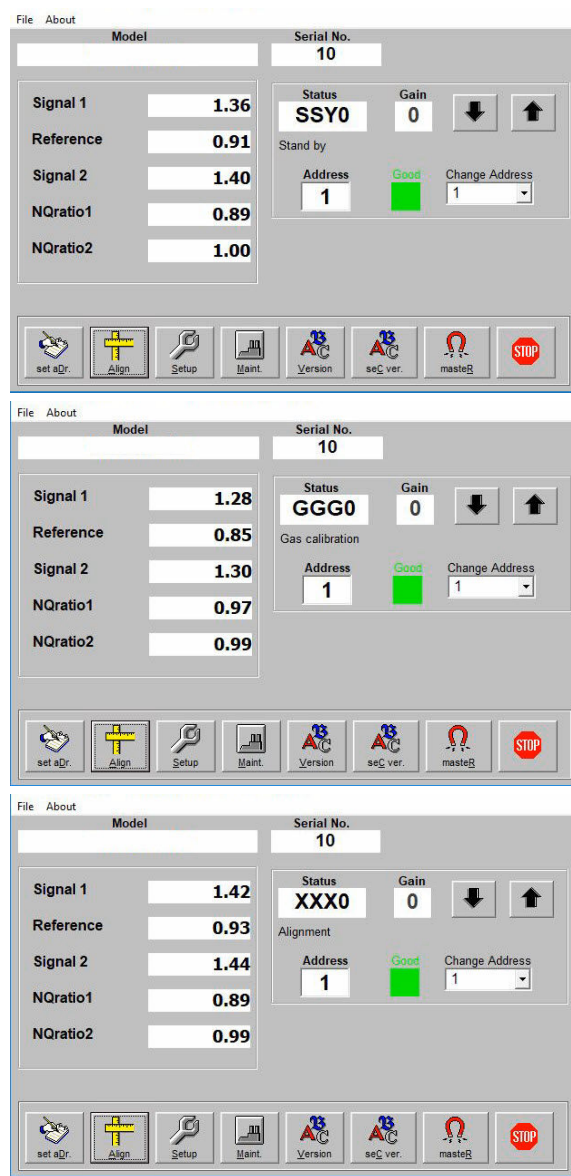 File About
Model Serial No.
10
Signal 1 1.36
Reference 0.91
Signal 2 1.40
NQratio1 0.89
NQratio2 1.00
Status Gain
SSY0 0
Stand by
Address Good Change Address
1 1
set aDr. Align Setup Maint. Version seC ver. masteR STOP
File About
Model Serial No.
10
Signal 1 1.28
Reference 0.85
Signal 2 1.30
NQratio1 0.97
NQratio2 0.99
Status Gain
GGG0 0
Gas calibration
Address Good Change Address
1 1
set aDr. Align Setup Maint. Version seC ver. masteR STOP
File About
Model Serial No.
10
Signal 1 1.42
Reference 0.93
Signal 2 1.44
NQratio1 0.89
NQratio2 0.99
Status Gain
XXX0 0
Alignment
Address Good Change Address
1 1
set aDr. Align Setup Maint. Version seC ver. masteR STOP